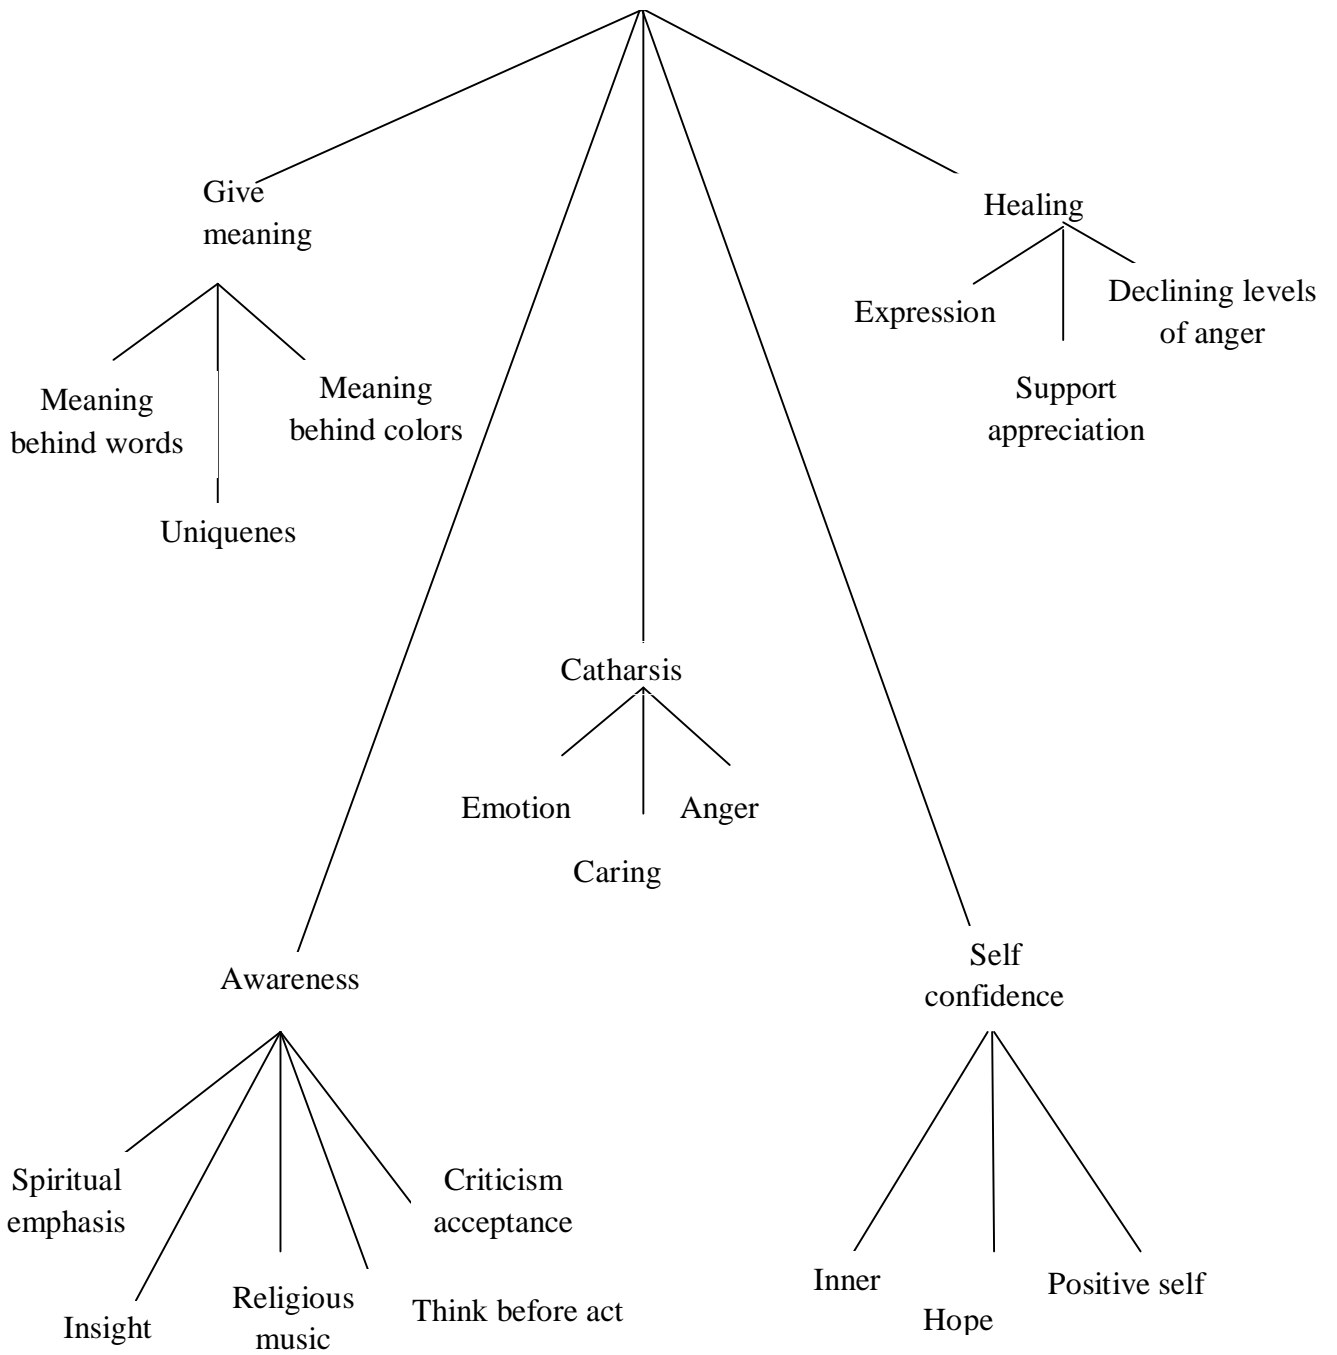 Give
meaning
Healing
Expression
Declining levels
of anger
Support
appreciation
Meaning
behind words
Meaning
behind colors
Uniquenes
Catharsis
Emotion
Anger
Caring
Awareness
Self
confidence
Spiritual
emphasis
Criticism
acceptance
Insight
Religious
music
Think before act
Inner
Hope
Positive self